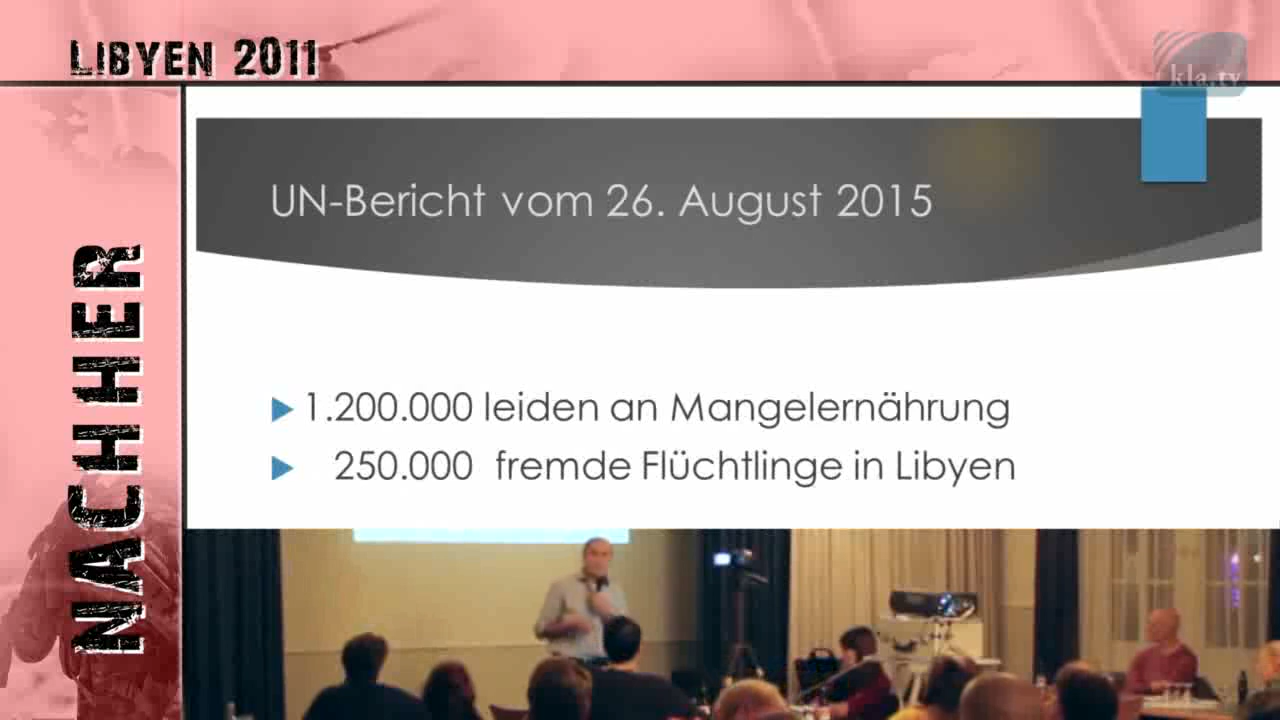 LIBYEN 2011
kla.tv
UN-Bericht vom 26. August 2015
NACHHER
1.200.000 leiden an Mangelernährung
250.000 fremde Flüchtlinge in Libyen